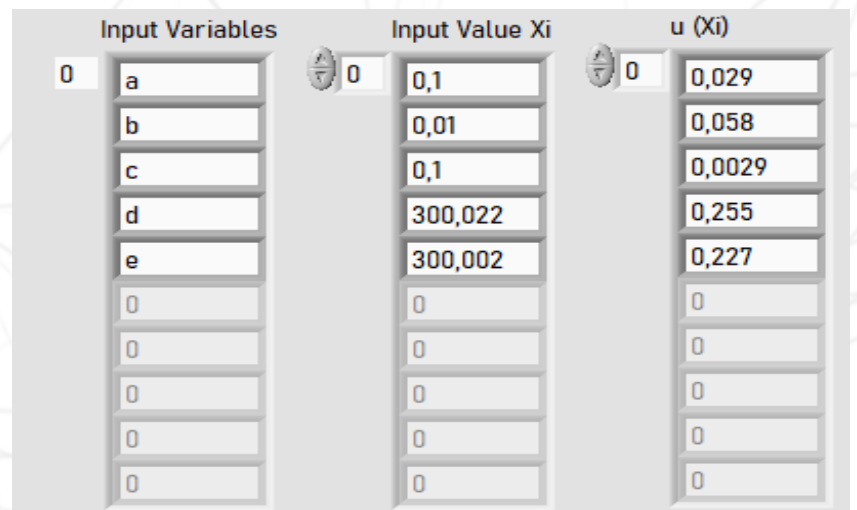 Input Variables Input Value Xi u (Xi)
0 a 0 0,1 0 0,029
b 0,01 0,058
c 0,1 0,0029
d 300,022 0,255
e 300,002 0,227
0 0 0
0 0 0
0 0 0
0 0 0
0 0 0